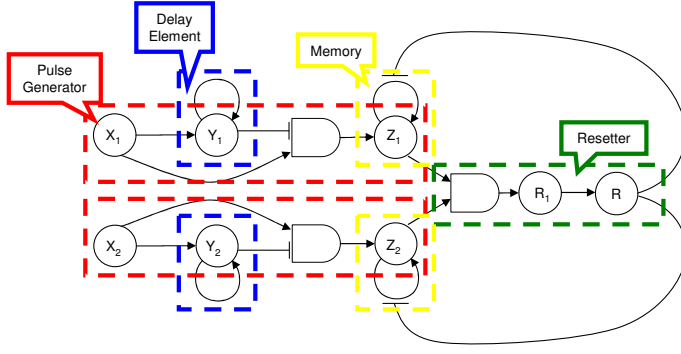 Delay
Element
Memory
Pulse
Generator
Resetter
X1
Y1
Z1
R1
R
X2
Y2
Z2